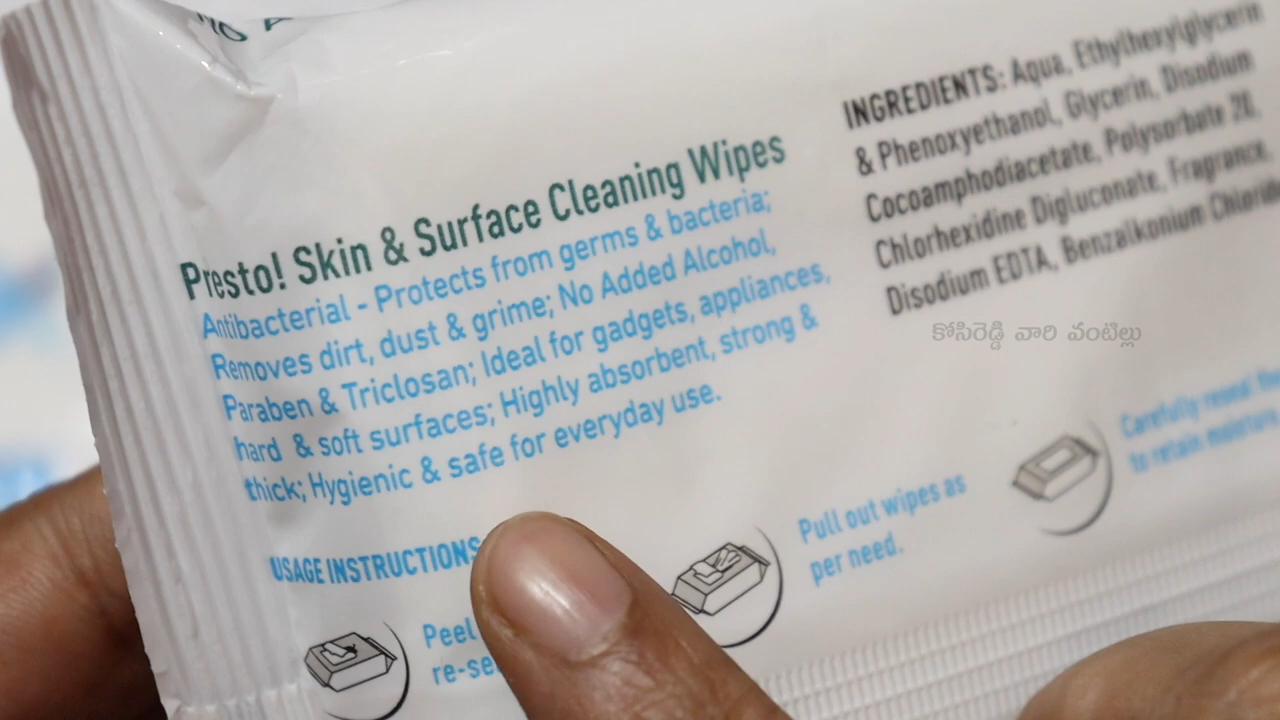 Presto! Skin & Surface Cleaning Wipes
Antibacterial - Protects from germs & bacteria;
Removes dirt, dust & grime; No Added Alcohol,
Paraben & Triclosan; Ideal for gadgets, appliances,
hard & soft surfaces; Highly absorbent, strong &
thick; Hygienic & safe for everyday use.
INGREDIENTS: Aqua, Ethylhexylglycerin
& Phenoxyethanol, Glycerin, Disodium
Cocoamphodiacetate, Polysorbate 20,
Chlorhexidine Digluconate, Fragrance,
Disodium EDTA, Benzalkonium Chloride
కోసిరెడ్డి వారి వంటిల్లు
USAGE INSTRUCTIONS
Peel
re-se
Pull out wipes as
per need.
Carefully reseal the
to retain moisture